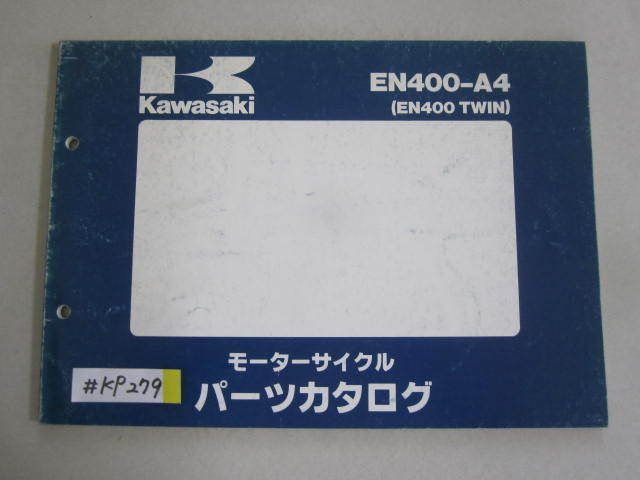 Kawasaki
EN400-A4
(EN400 TWIN)
モーターサイクル
パーツカタログ
#KP279